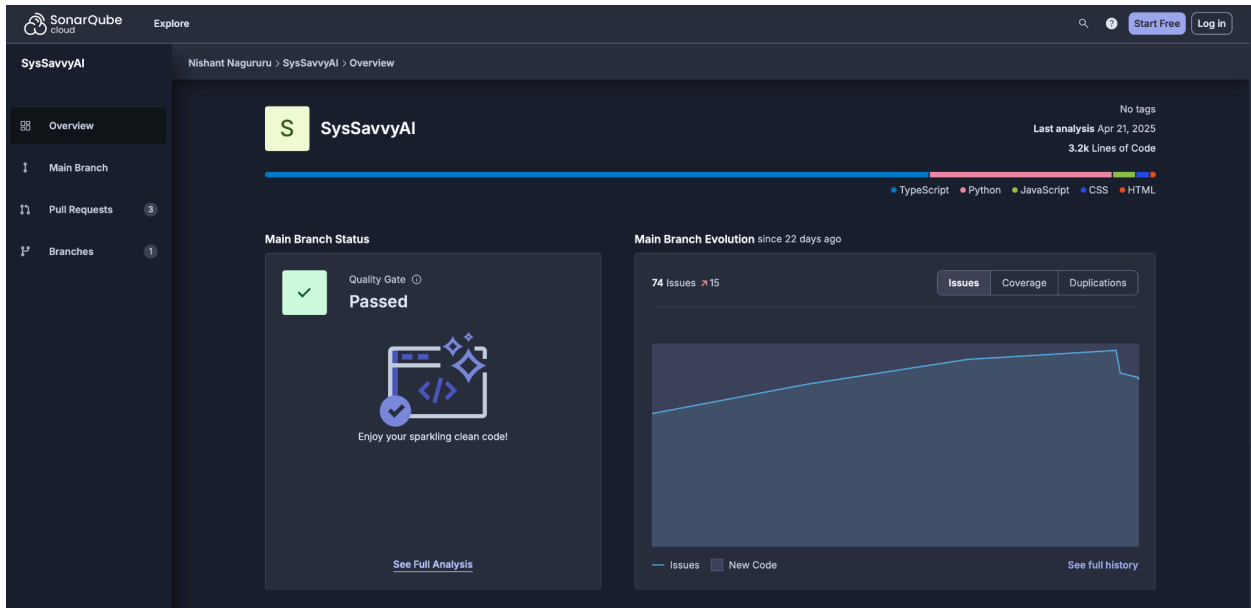 SonarQube
cloud
Explore
?
Start Free
Log in
SysSavvyAI
Nishant Naguru > SysSavvyAI > Overview
Overview
Main Branch
Pull Requests 3
Branches 1
S
SysSavvyAI
No tags
Last analysis Apr 21, 2025
3.2k Lines of Code
TypeScript Python JavaScript CSS HTML
Main Branch Status
Quality Gate
Passed
</>
Enjoy your sparkling clean code!
See Full Analysis
Main Branch Evolution since 22 days ago
74 Issues 15
Issues Coverage Duplications
Issues New Code
See full history